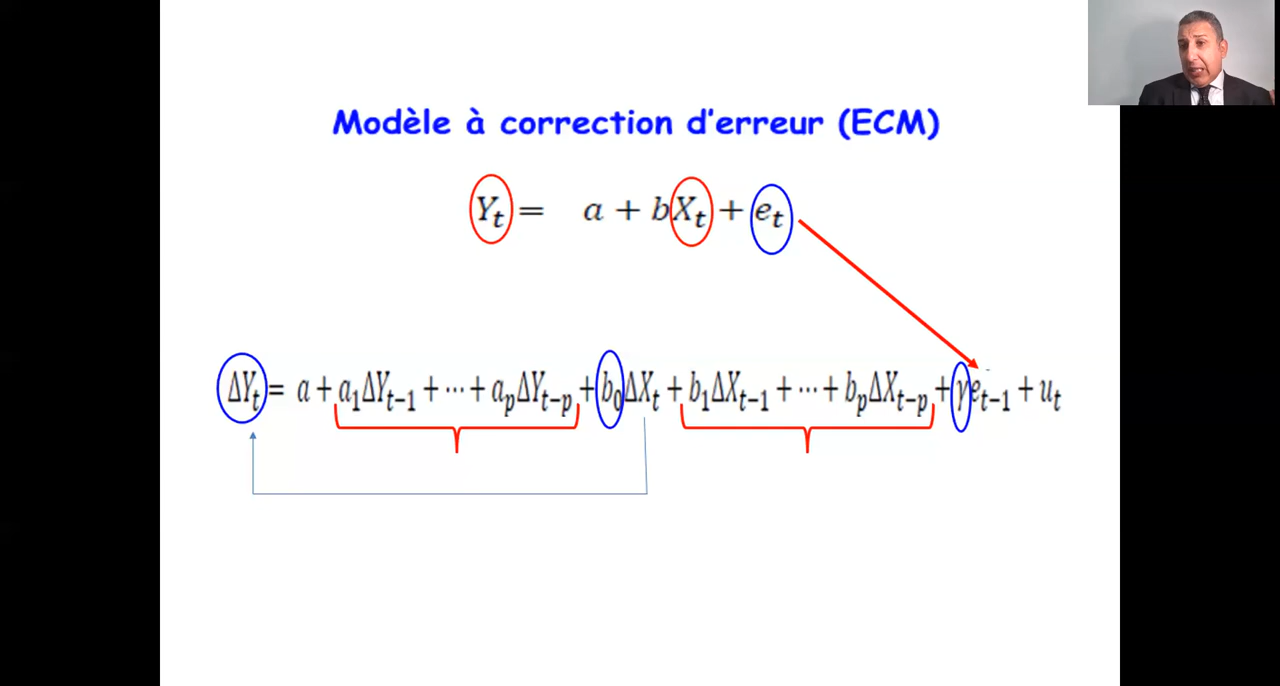 Modèle à correction d'erreur (ECM)
Yₜ = a + bXₜ + eₜ
ΔYₜ = a + a₁ΔYₜ₋₁ + ⋯ + aₚΔYₜ₋ₚ + b₀ΔXₜ + b₁ΔXₜ₋₁ + ⋯ + bₚΔXₜ₋ₚ + γeₜ₋₁ + uₜ